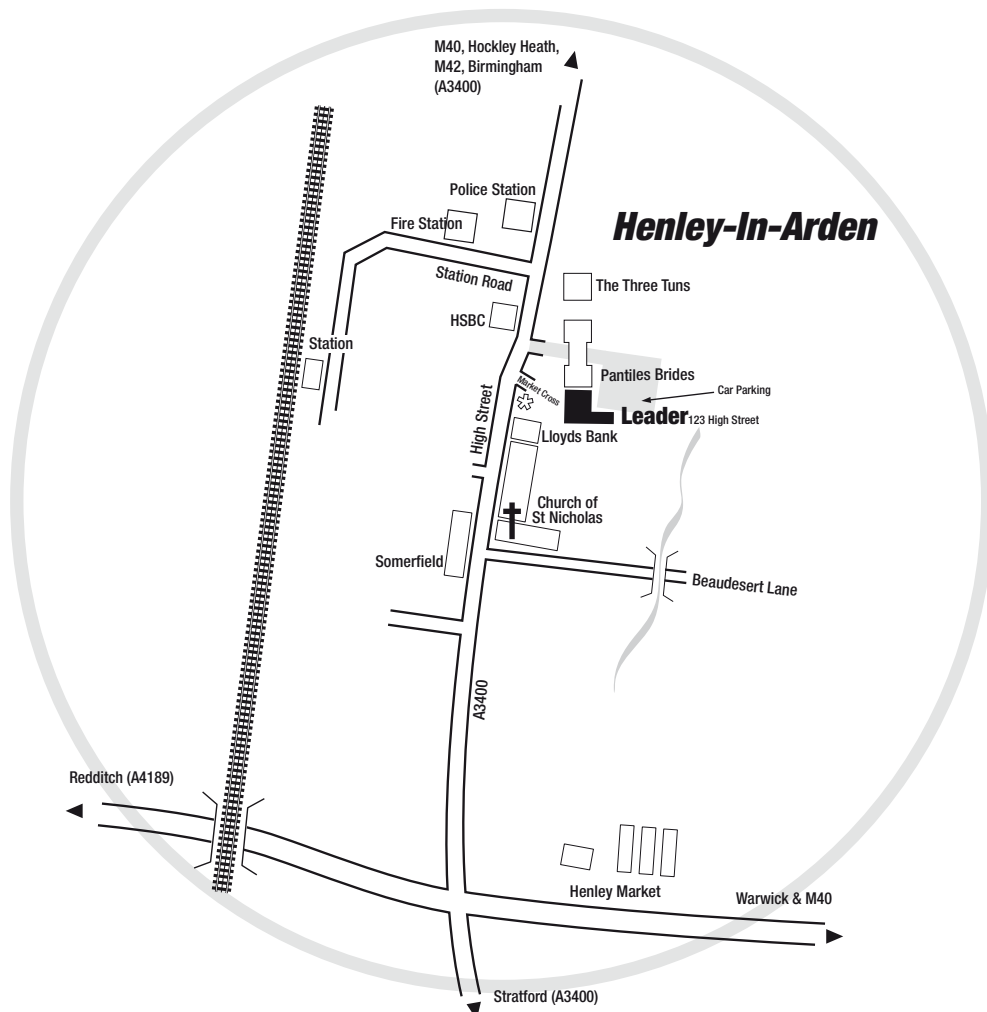 M40, Hockley Heath,
M42, Birmingham
(A3400)
Police Station
Fire Station
Henley-In-Arden
Station Road
The Three Tuns
HSBC
Station
Pantiles Brides
Market Cross
Car Parking
High Street
Leader 123 High Street
Lloyds Bank
Church of
St Nicholas
Somerfield
Beaudesert Lane
A3400
Redditch (A4189)
Henley Market
Warwick & M40
Stratford (A3400)